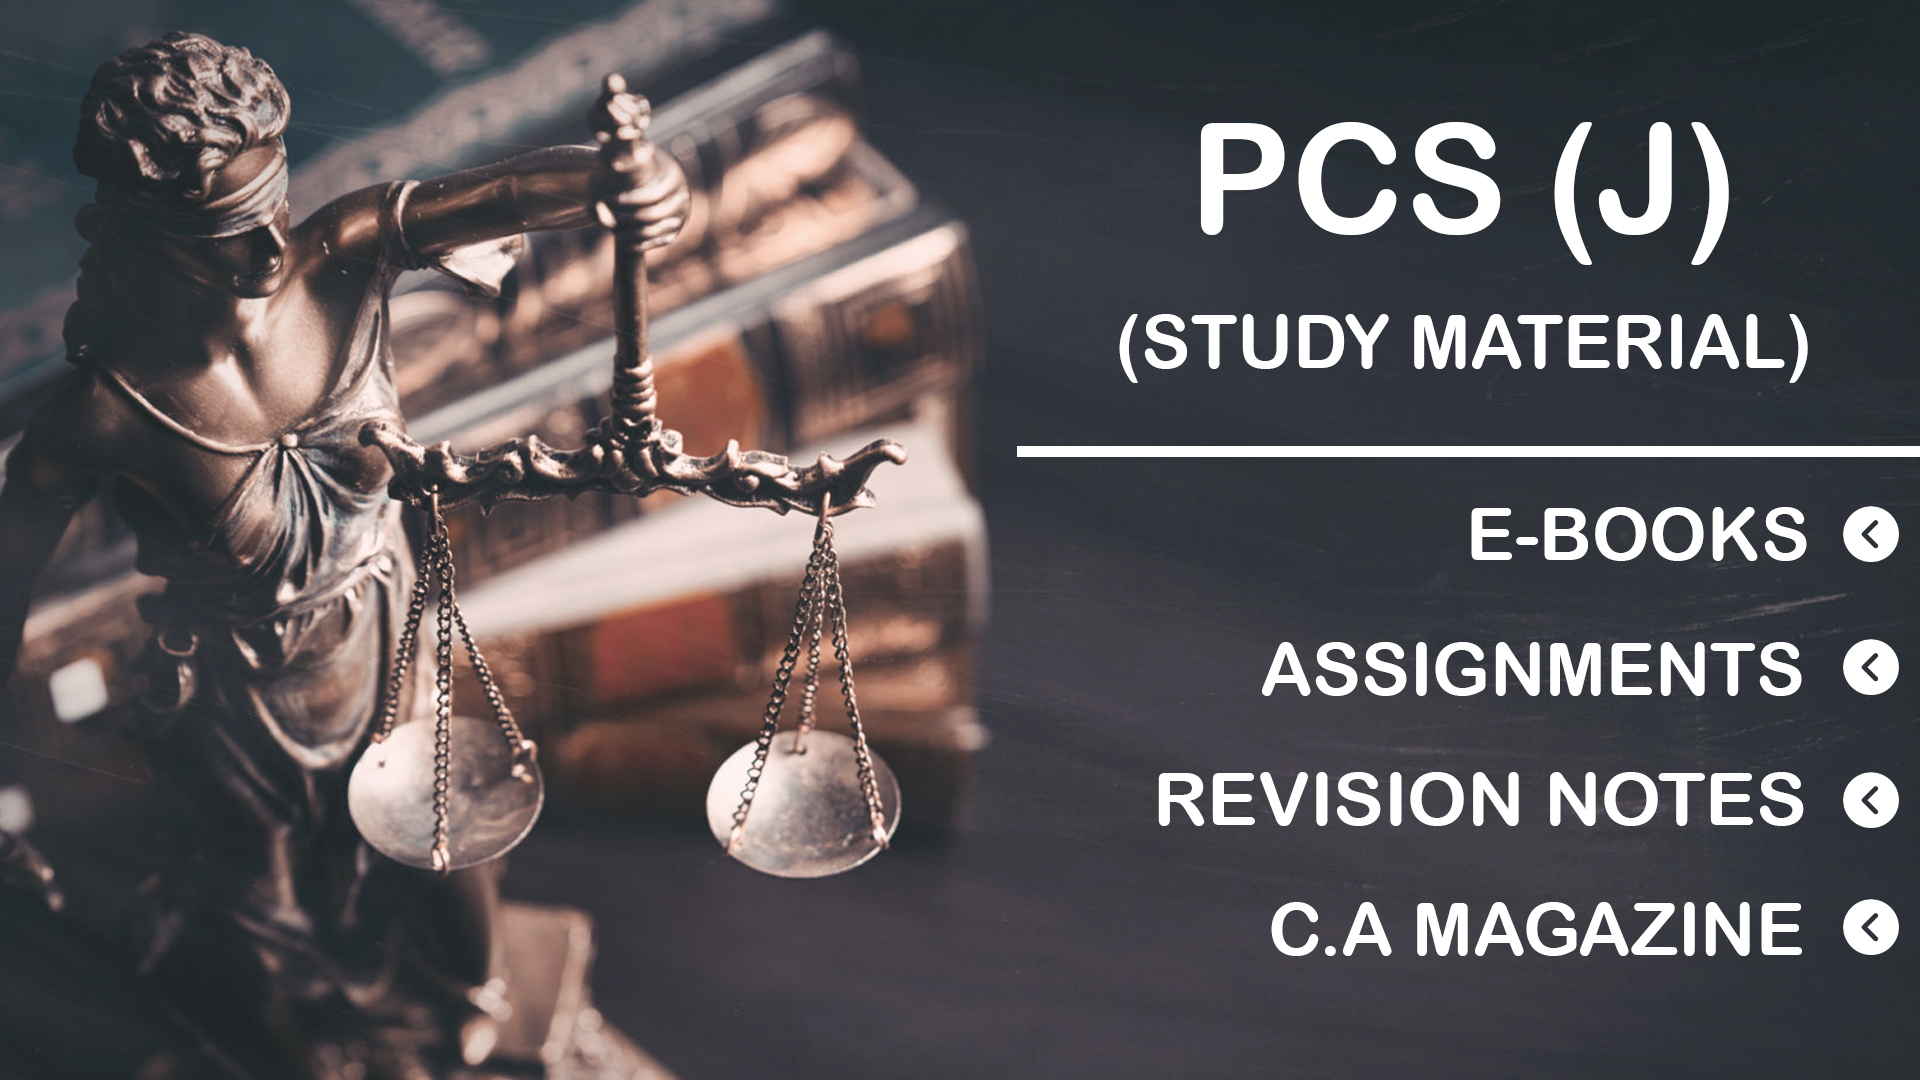 PCS (J)
(STUDY MATERIAL)
E-BOOKS
ASSIGNMENTS
REVISION NOTES
C.A MAGAZINE